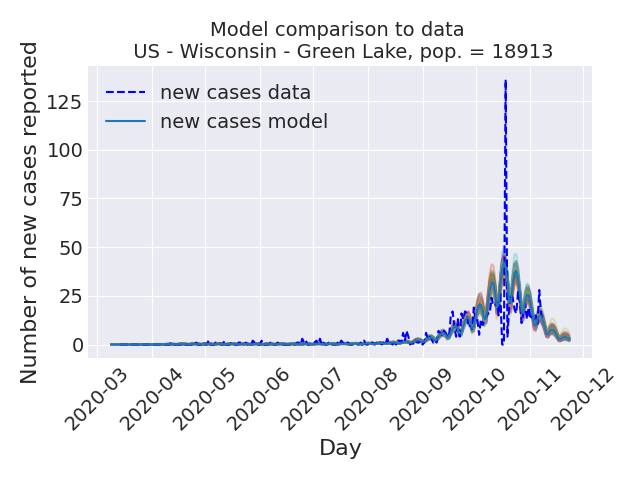 Model comparison to data
US - Wisconsin - Green Lake, pop. = 18913
Number of new cases reported
125
100
75
50
25
0
new cases data
new cases model
2020-03
2020-04
2020-05
2020-06
2020-07
2020-08
2020-09
2020-10
2020-11
2020-12
Day